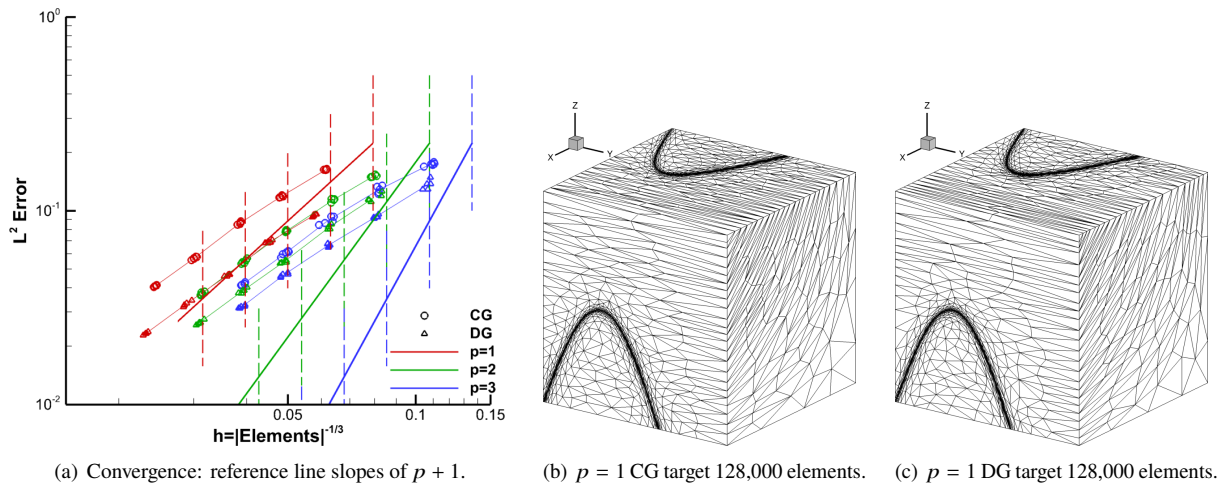 10⁰
10⁻¹
10⁻²
L² Error
CG
DG
p=1
p=2
p=3
0.05
0.1
0.15
h=|Elements|⁻¹/³
(a) Convergence: reference line slopes of p + 1.
Z
X
Y
(b) p = 1 CG target 128,000 elements.
Z
X
Y
(c) p = 1 DG target 128,000 elements.